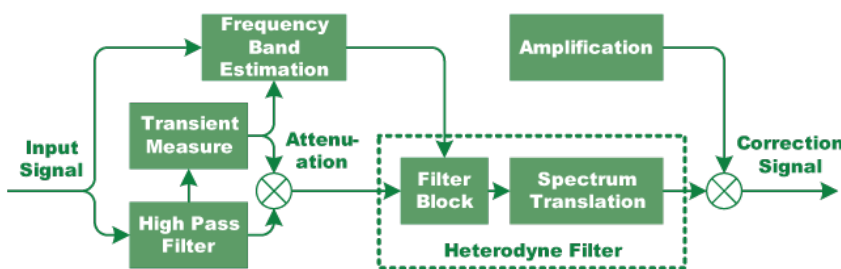 Frequency
Band
Estimation
Amplification
Input
Signal
Transient
Measure
Attenu-
ation
Correction
Signal
High Pass
Filter
Filter
Block
Spectrum
Translation
Heterodyne Filter